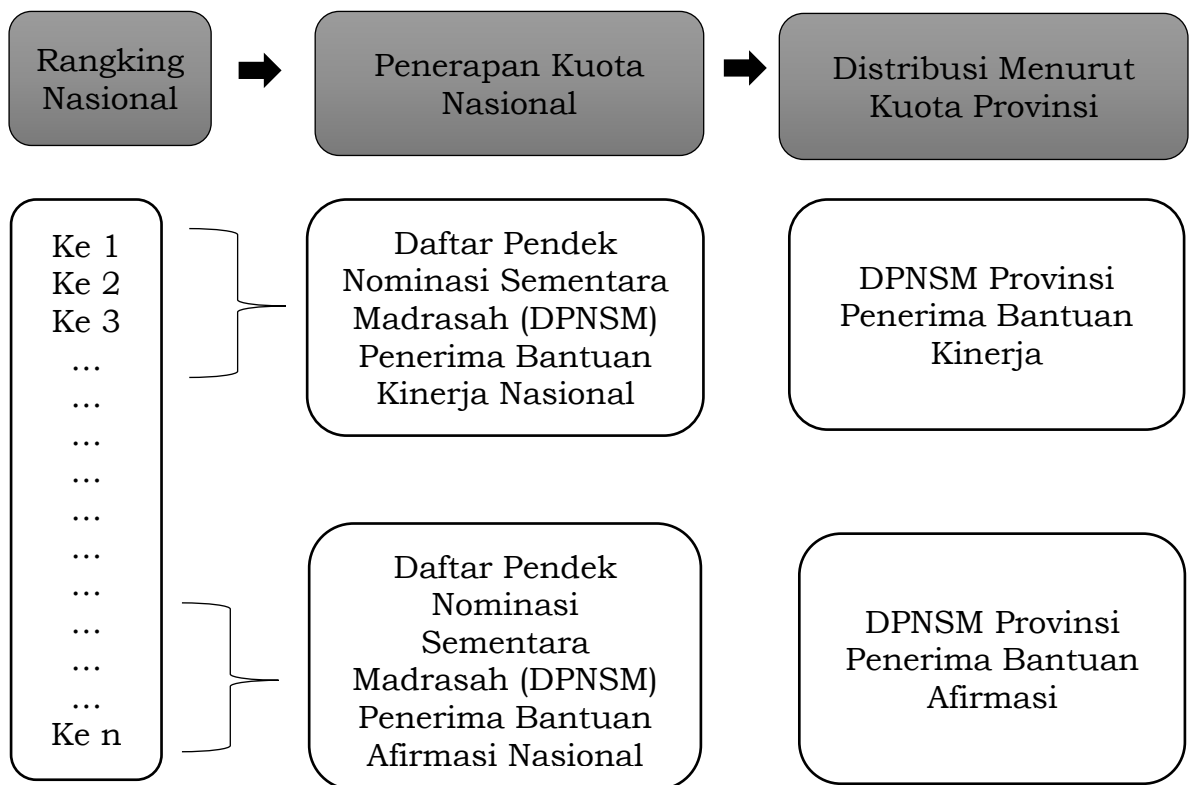 Rangking
Nasional
Penerapan Kuota
Nasional
Distribusi Menurut
Kuota Provinsi
Ke 1
Ke 2
Ke 3
...
...
...
...
...
...
...
...
...
...
Ke n
Daftar Pendek
Nominasi Sementara
Madrasah (DPNSM)
Penerima Bantuan
Kinerja Nasional
DPNSM Provinsi
Penerima Bantuan
Kinerja
Daftar Pendek
Nominasi
Sementara
Madrasah (DPNSM)
Penerima Bantuan
Afirmasi Nasional
DPNSM Provinsi
Penerima Bantuan
Afirmasi